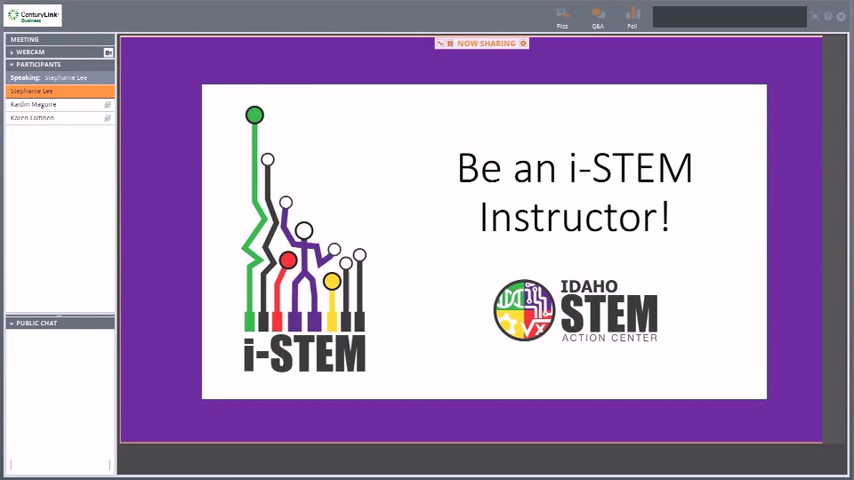 CenturyLink
Business
Files
Q&A
Poll
MEETING
WEBCAM
PARTICIPANTS
Speaking: Stephanie Lee
Stephanie Lee
Kaitlin Maguire
Karen Laitinen
PUBLIC CHAT
NOW SHARING
Be an i-STEM
Instructor!
i-STEM
IDAHO
STEM
ACTION CENTER